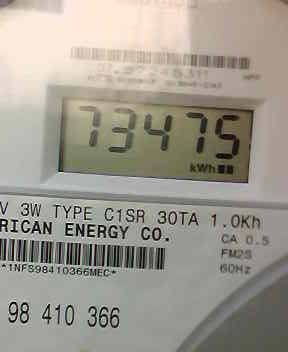 73475
kWh
V 3W TYPE C1SR 30TA 1.0Kh
RICAN ENERGY CO.
CA 0.5
FM2S
60Hz
*1NFS98410366MEC*
98 410 366